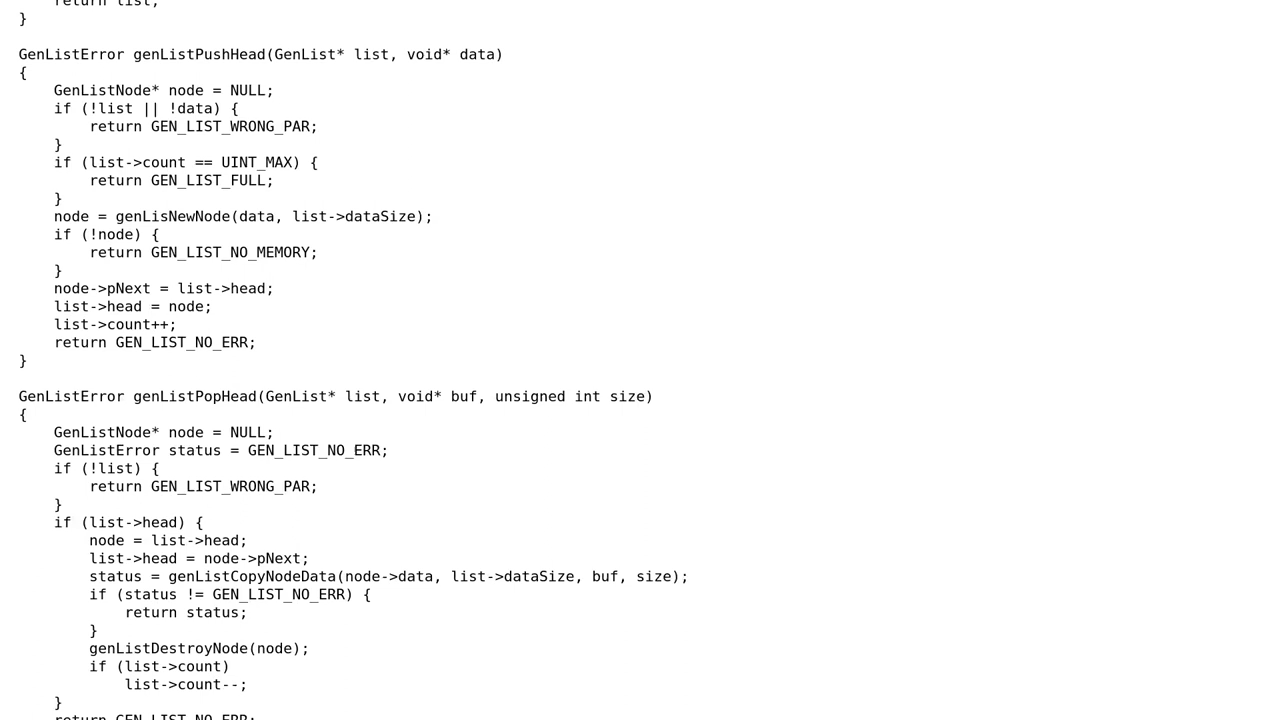 return list;
}

GenListError genListPushHead(GenList* list, void* data)
{
    GenListNode* node = NULL;
    if (!list || !data) {
        return GEN_LIST_WRONG_PAR;
    }
    if (list->count == UINT_MAX) {
        return GEN_LIST_FULL;
    }
    node = genLisNewNode(data, list->dataSize);
    if (!node) {
        return GEN_LIST_NO_MEMORY;
    }
    node->pNext = list->head;
    list->head = node;
    list->count++;
    return GEN_LIST_NO_ERR;
}

GenListError genListPopHead(GenList* list, void* buf, unsigned int size)
{
    GenListNode* node = NULL;
    GenListError status = GEN_LIST_NO_ERR;
    if (!list) {
        return GEN_LIST_WRONG_PAR;
    }
    if (list->head) {
        node = list->head;
        list->head = node->pNext;
        status = genListCopyNodeData(node->data, list->dataSize, buf, size);
        if (status != GEN_LIST_NO_ERR) {
            return status;
        }
        genListDestroyNode(node);
        if (list->count)
            list->count--;
    }
    return GEN_LIST_NO_ERR;